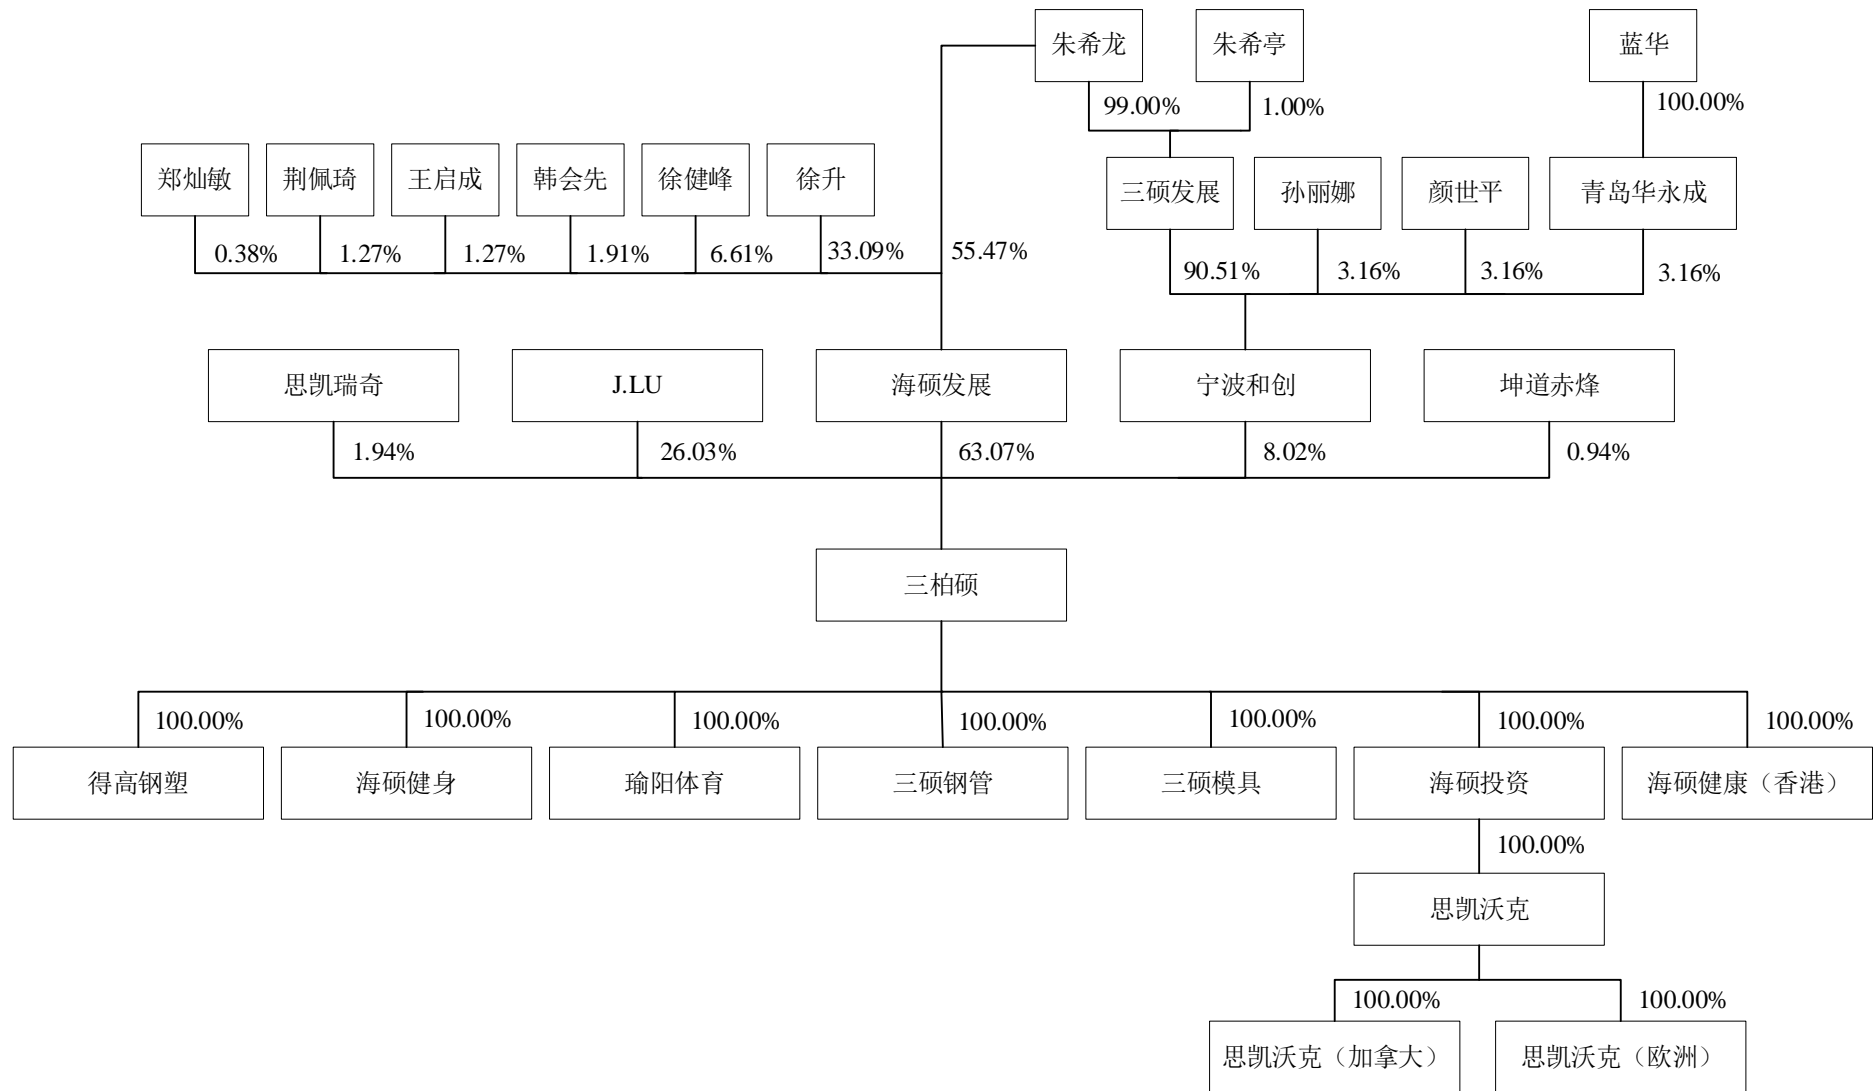 朱希龙
朱希亭
蓝华
99.00%
1.00%
100.00%
郑灿敏
荆佩琦
王启成
韩会先
徐健峰
徐升
三硕发展
孙丽娜
颜世平
青岛华永成
0.38%
1.27%
1.27%
1.91%
6.61%
33.09%
55.47%
90.51%
3.16%
3.16%
3.16%
思凯瑞奇
J.LU
海硕发展
宁波和创
坤道赤烽
1.94%
26.03%
63.07%
8.02%
0.94%
三柏硕
100.00%
100.00%
100.00%
100.00%
100.00%
100.00%
100.00%
得高钢塑
海硕健身
瑜阳体育
三硕钢管
三硕模具
海硕投资
海硕健康（香港）
100.00%
思凯沃克
100.00%
100.00%
思凯沃克（加拿大）
思凯沃克（欧洲）